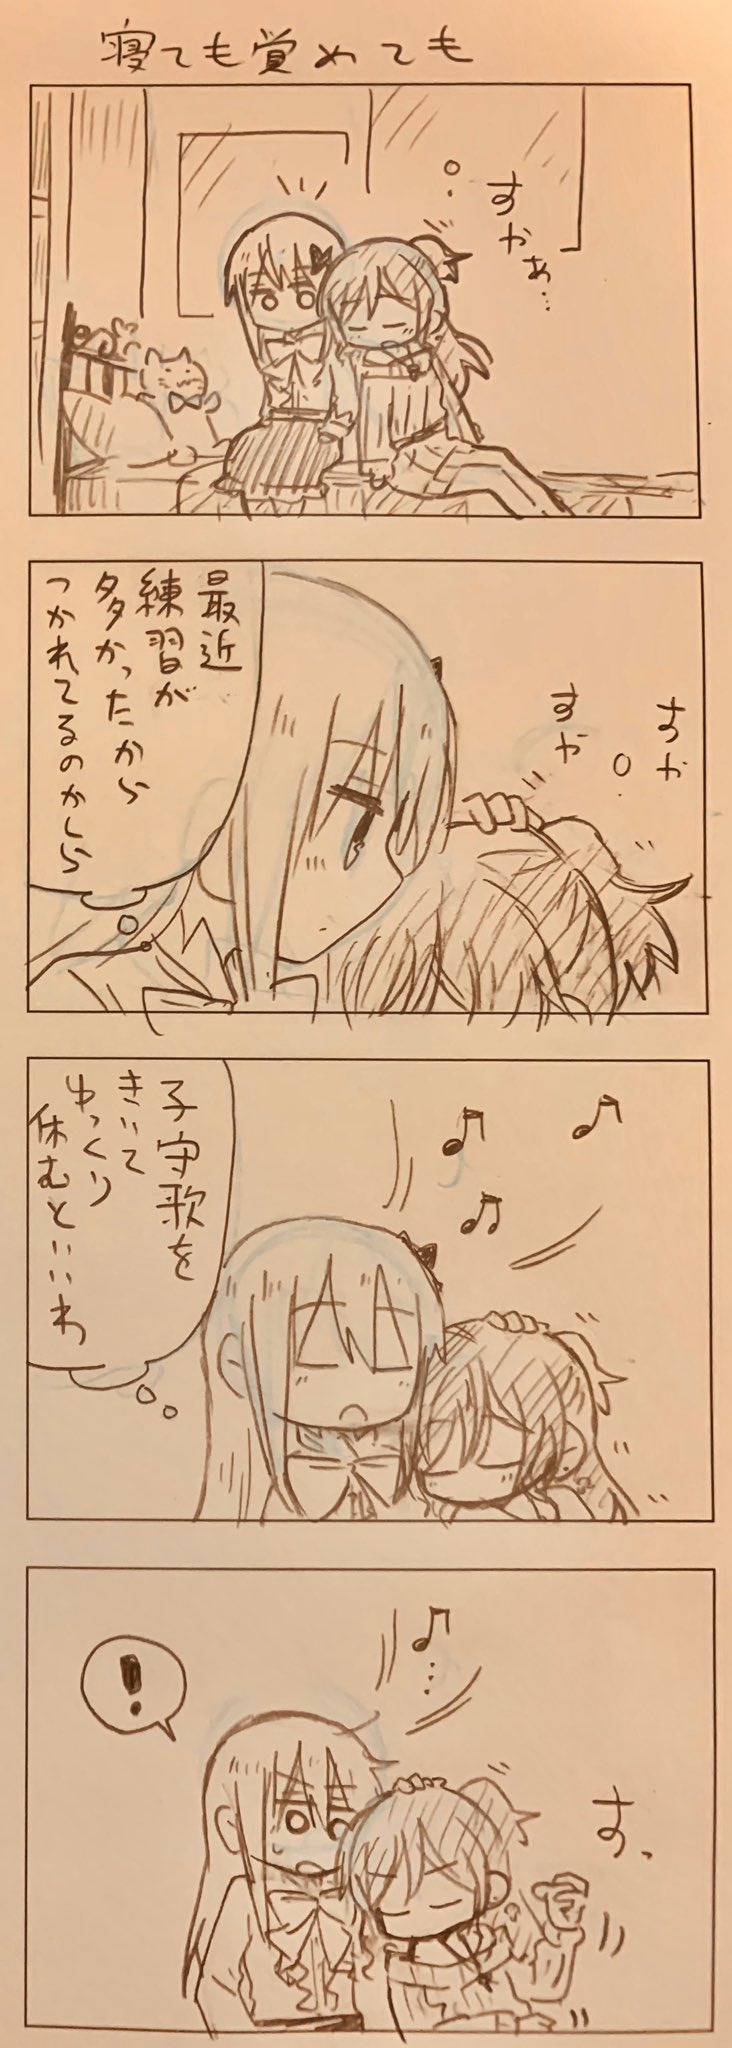 寝ても覚めても
すやぁ…
最近
練習が
多かったから
つかれてるのかしら
すや
すや
子守歌を
きいて
ゆっくり
休むといいわ
！
す、